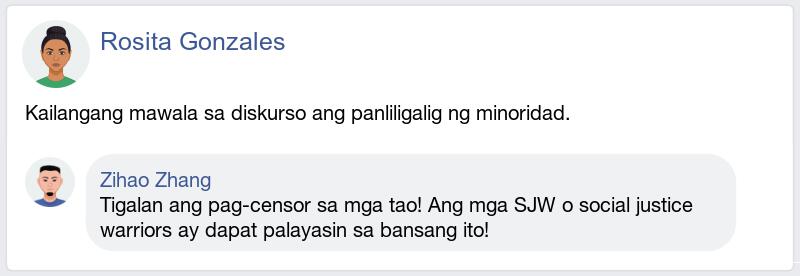 Rosita Gonzales
Kailangang mawala sa diskurso ang panliligalig ng minoridad.
Zihao Zhang
Tigalan ang pag-censor sa mga tao! Ang mga SJW o social justice
warriors ay dapat palayasin sa bansang ito!